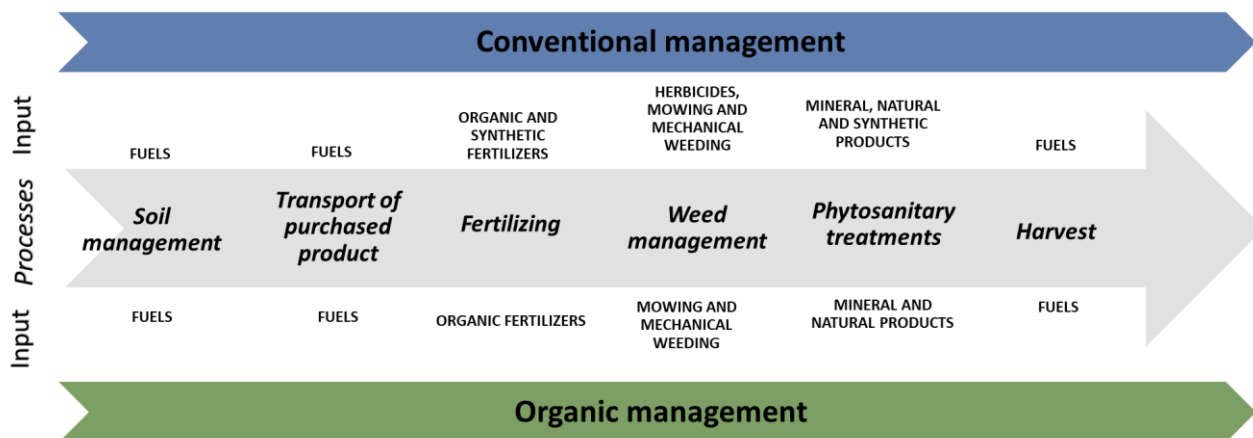 Conventional management
Input
FUELS
FUELS
ORGANIC AND
SYNTHETIC
FERTILIZERS
HERBICIDES,
MOWING AND
MECHANICAL
WEEDING
MINERAL, NATURAL
AND SYNTHETIC
PRODUCTS
FUELS
Processes
Soil
management
Transport of
purchased
product
Fertilizing
Weed
management
Phytosanitary
treatments
Harvest
Input
FUELS
FUELS
ORGANIC FERTILIZERS
MOWING AND
MECHANICAL
WEEDING
MINERAL AND
NATURAL PRODUCTS
FUELS
Organic management